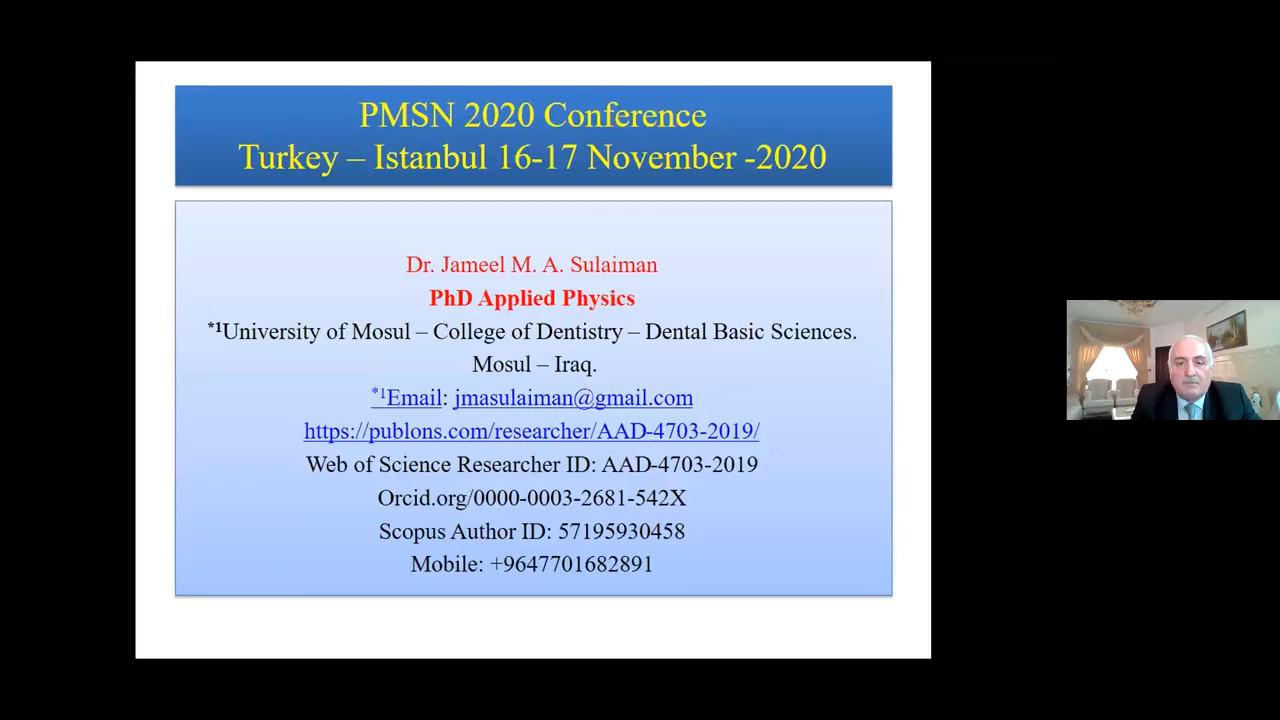 PMSN 2020 Conference
Turkey – Istanbul 16-17 November -2020
Dr. Jameel M. A. Sulaiman
PhD Applied Physics
*1University of Mosul – College of Dentistry – Dental Basic Sciences.
Mosul – Iraq.
*1Email: jmasulaiman@gmail.com
https://publons.com/researcher/AAD-4703-2019/
Web of Science Researcher ID: AAD-4703-2019
Orcid.org/0000-0003-2681-542X
Scopus Author ID: 57195930458
Mobile: +9647701682891